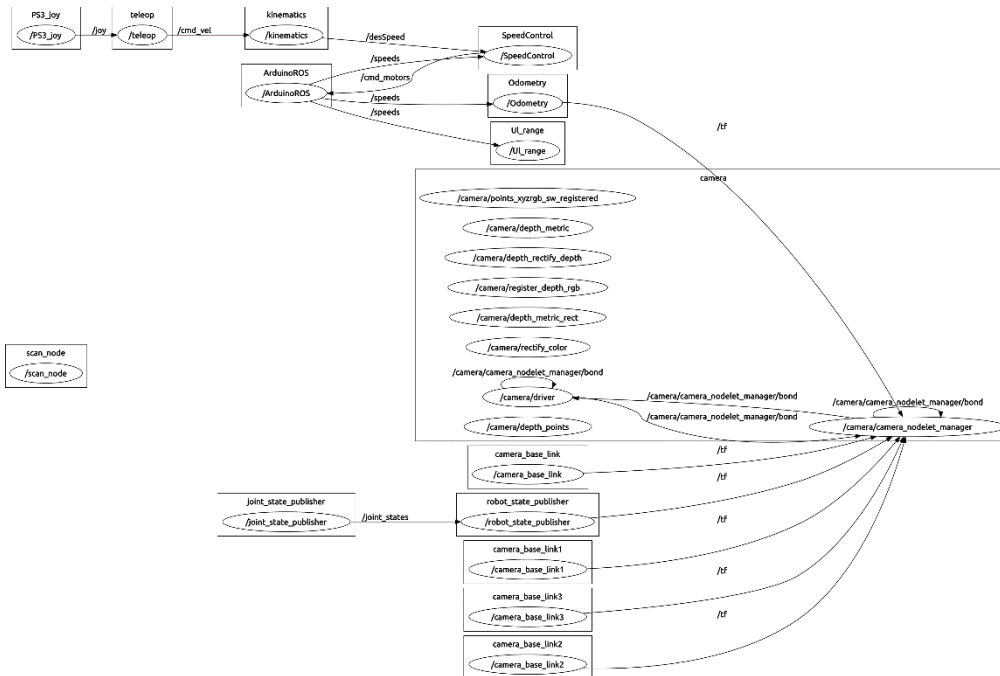 PS3_joy
/PS3_joy
/joy
teleop
/teleop
/cmd_vel
kinematics
/kinematics
/desSpeed
SpeedControl
/SpeedControl
ArduinoROS
/ArduinoROS
/speeds
/cmd_motors
/speeds
/speeds
Odometry
/Odometry
/tf
Ul_range
/Ul_range
camera
/camera/points_xyzrgb_sw_registered
/camera/depth_metric
/camera/depth_rectify_depth
/camera/register_depth_rgb
/camera/depth_metric_rect
/camera/rectify_color
scan_node
/scan_node
/camera/camera_nodelet_manager/bond
/camera/driver
/camera/camera_nodelet_manager/bond
/camera/camera_nodelet_manager/bond
/camera/camera_nodelet_manager/bond
/camera/camera_nodelet_manager
/camera/depth_points
camera_base_link
/camera_base_link
/tf
/tf
joint_state_publisher
/joint_state_publisher
/joint_states
robot_state_publisher
/robot_state_publisher
/tf
camera_base_link1
/camera_base_link1
/tf
camera_base_link3
/camera_base_link3
/tf
camera_base_link2
/camera_base_link2